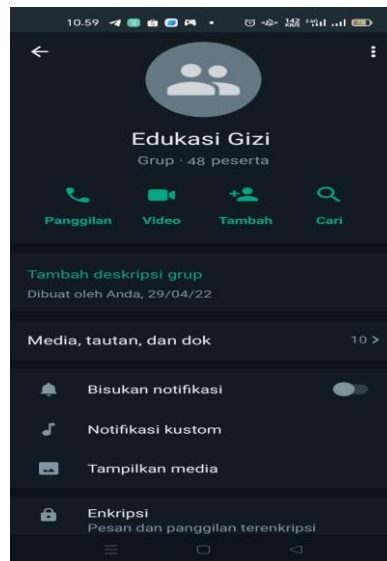 10.59
Edukasi Gizi
Grup · 48 peserta
Panggilan Video Tambah Cari
Tambah deskripsi grup
Dibuat oleh Anda, 29/04/22
Media, tautan, dan dok 10 >
Bisukan notifikasi
Notifikasi kustom
Tampilkan media
Enkripsi
Pesan dan panggilan terenkripsi